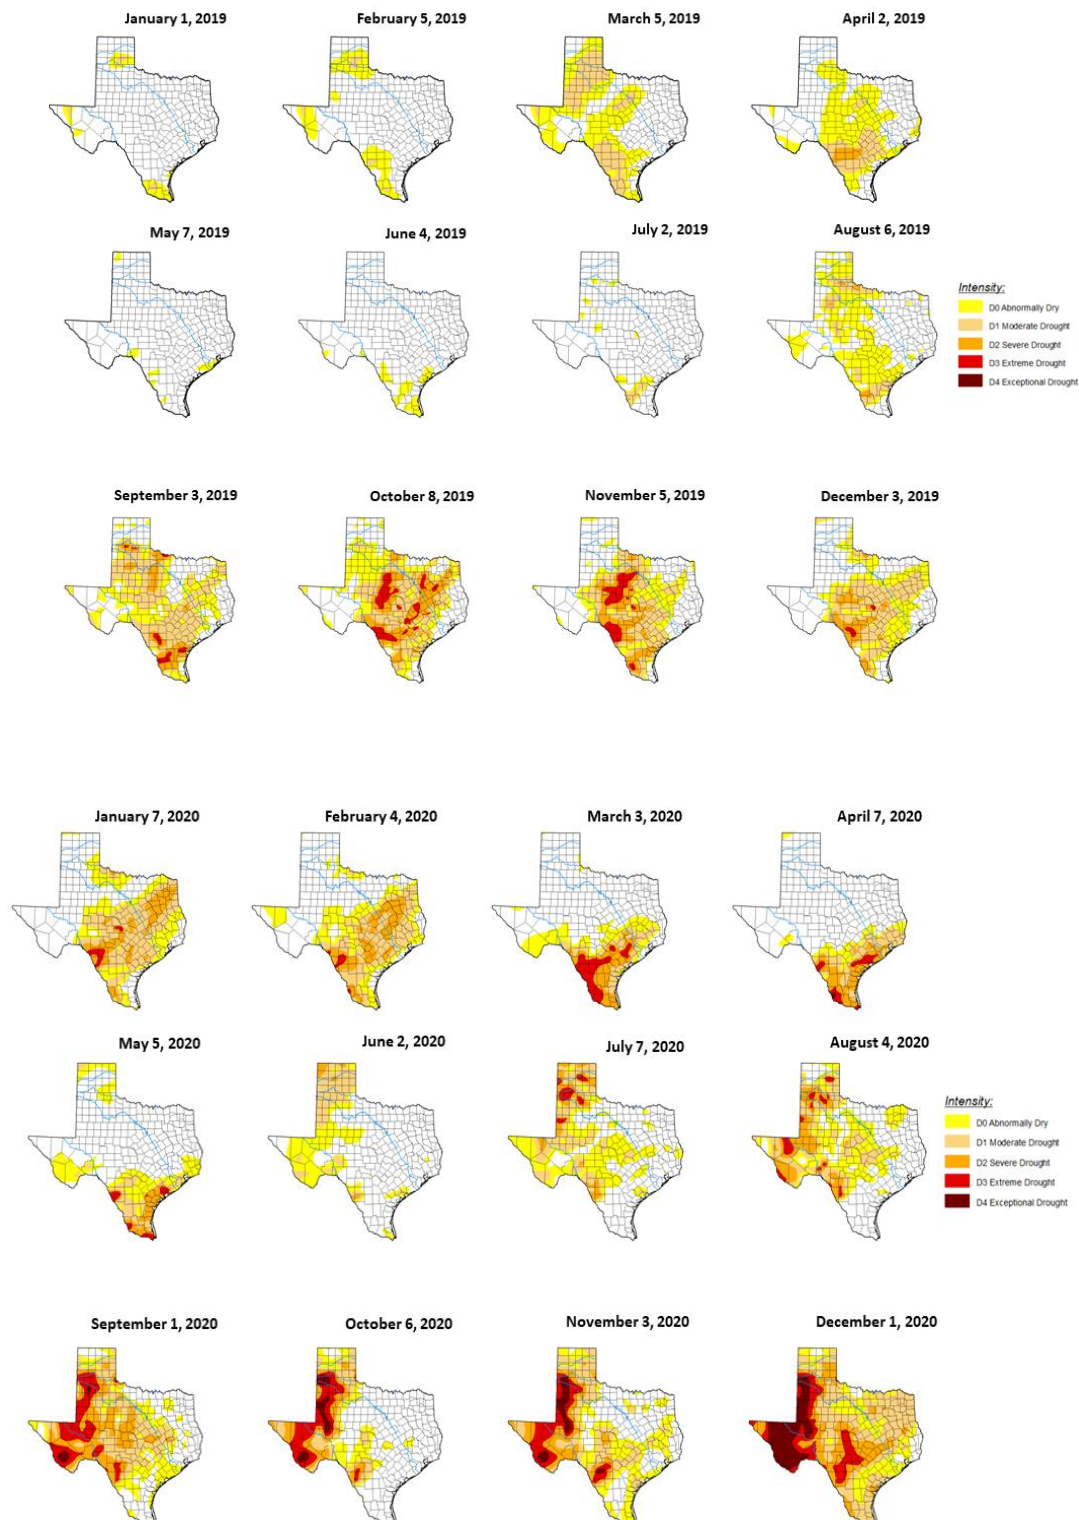 January 1, 2019
February 5, 2019
March 5, 2019
April 2, 2019
May 7, 2019
June 4, 2019
July 2, 2019
August 6, 2019
Intensity:
D0 Abnormally Dry
D1 Moderate Drought
D2 Severe Drought
D3 Extreme Drought
D4 Exceptional Drought
September 3, 2019
October 8, 2019
November 5, 2019
December 3, 2019
January 7, 2020
February 4, 2020
March 3, 2020
April 7, 2020
May 5, 2020
June 2, 2020
July 7, 2020
August 4, 2020
Intensity:
D0 Abnormally Dry
D1 Moderate Drought
D2 Severe Drought
D3 Extreme Drought
D4 Exceptional Drought
September 1, 2020
October 6, 2020
November 3, 2020
December 1, 2020